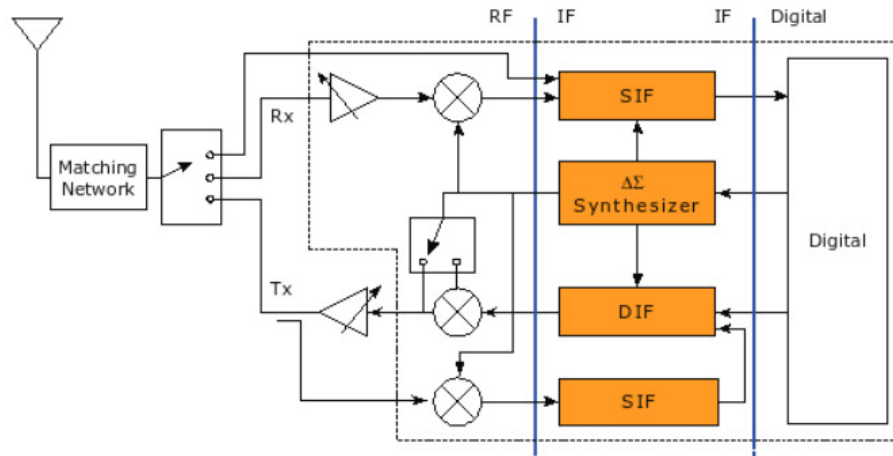 RF
IF
IF
Digital
SIF
Rx
Matching
Network
ΔΣ
Synthesizer
Digital
Tx
DIF
SIF